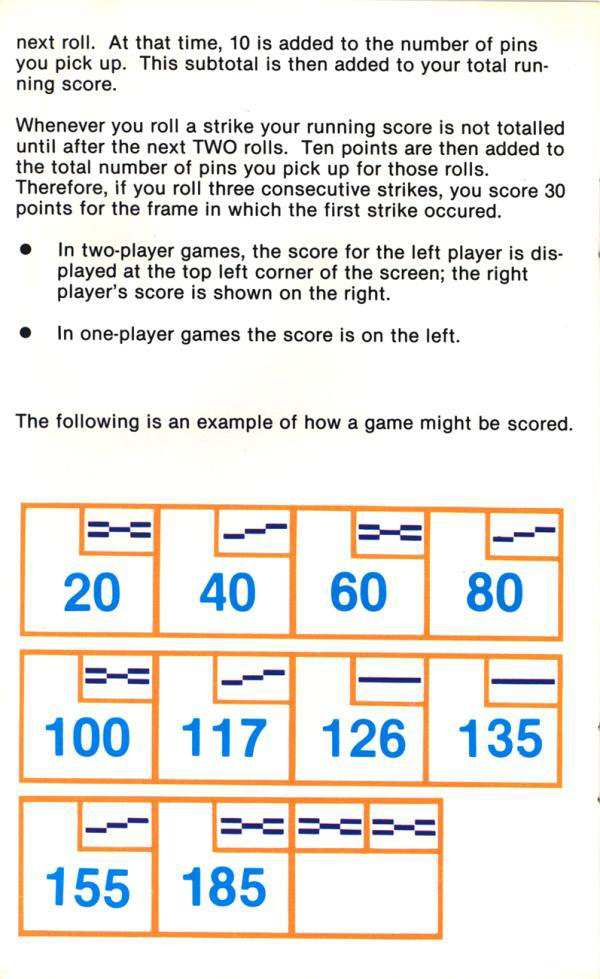 next roll. At that time, 10 is added to the number of pins
you pick up. This subtotal is then added to your total run-
ning score.
Whenever you roll a strike your running score is not totalled
until after the next TWO rolls. Ten points are then added to
the total number of pins you pick up for those rolls.
Therefore, if you roll three consecutive strikes, you score 30
points for the frame in which the first strike occured.
● In two-player games, the score for the left player is dis-
played at the top left corner of the screen; the right
player's score is shown on the right.
● In one-player games the score is on the left.
The following is an example of how a game might be scored.
20 40 60 80
100 117 126 135
155 185